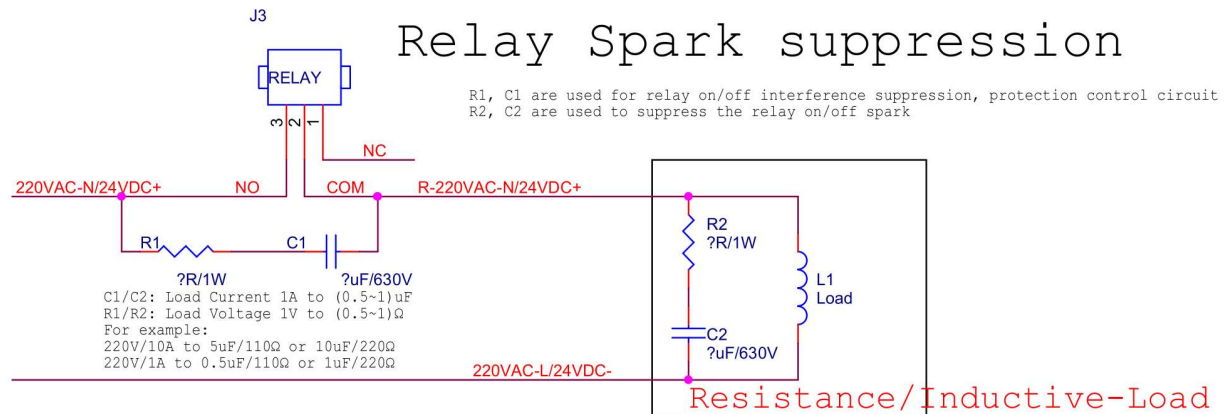 J3
Relay Spark suppression
RELAY
R1, C1 are used for relay on/off interference suppression, protection control circuit
R2, C2 are used to suppress the relay on/off spark
3 2 1
NC
220VAC-N/24VDC+ NO COM R-220VAC-N/24VDC+
R1 C1
?R/1W ?uF/630V
R2
?R/1W
L1
Load
C2
?uF/630V
C1/C2: Load Current 1A to (0.5~1)uF
R1/R2: Load Voltage 1V to (0.5~1)Ω
For example:
220V/10A to 5uF/110Ω or 10uF/220Ω
220V/1A to 0.5uF/110Ω or 1uF/220Ω
220VAC-L/24VDC-
Resistance/Inductive-Load